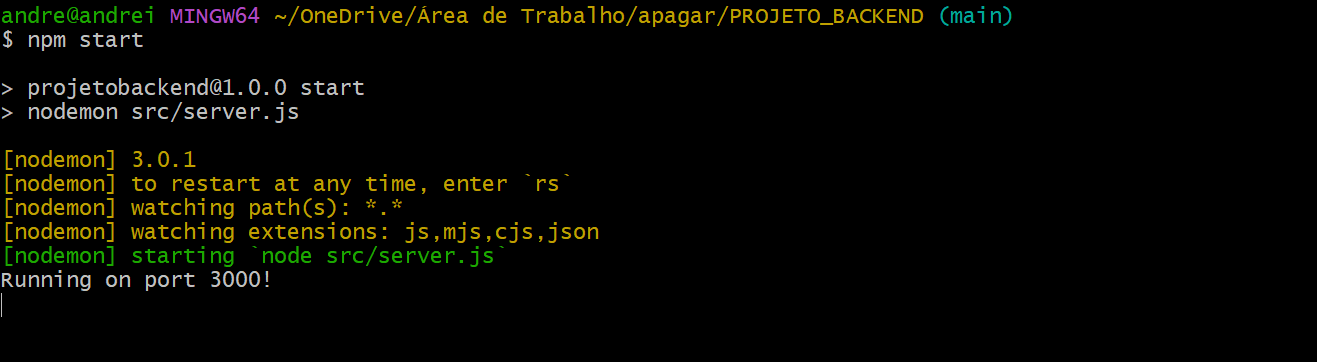 andre@andrei MINGW64 ~/OneDrive/Área de Trabalho/apagar/PROJETO_BACKEND (main)
$ npm start
> projetobackend@1.0.0 start
> nodemon src/server.js
[nodemon] 3.0.1
[nodemon] to restart at any time, enter `rs`
[nodemon] watching path(s): *.*
[nodemon] watching extensions: js,mjs,cjs,json
[nodemon] starting `node src/server.js`
Running on port 3000!